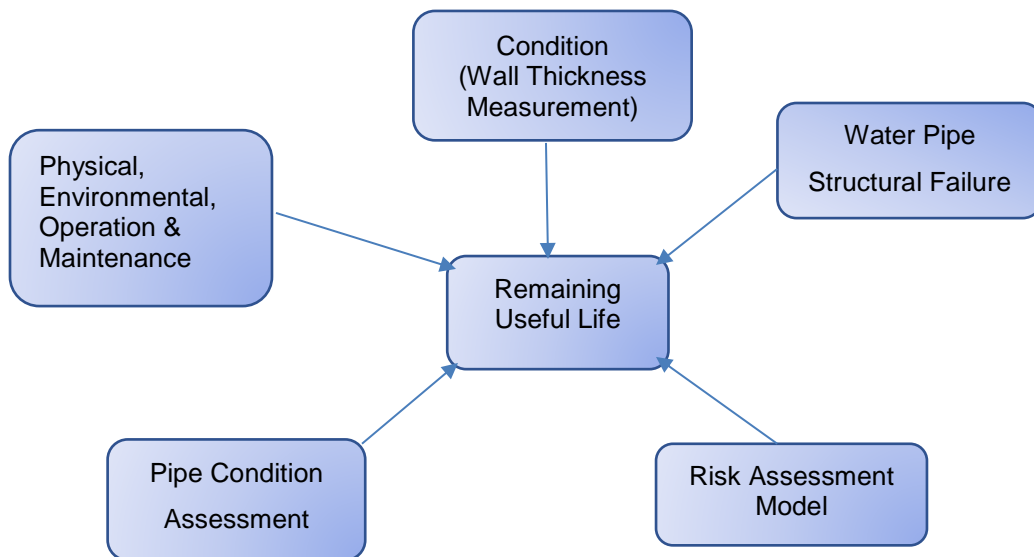 Condition
(Wall Thickness
Measurement)
Water Pipe
Structural Failure
Physical,
Environmental,
Operation &
Maintenance
Remaining
Useful Life
Pipe Condition
Assessment
Risk Assessment
Model